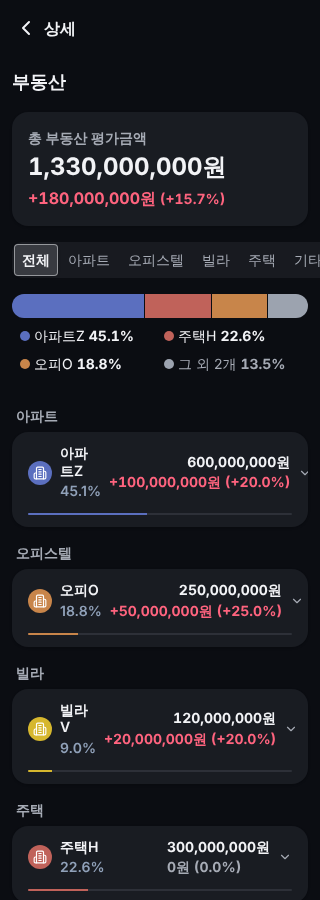 상세
부동산
총 부동산 평가금액
1,330,000,000원
+180,000,000원 (+15.7%)
전체 아파트 오피스텔 빌라 주택 기타
아파트Z 45.1% 주택H 22.6%
오피O 18.8% 그 외 2개 13.5%
아파트
아파
트Z
45.1%
600,000,000원
+100,000,000원 (+20.0%)
오피스텔
오피O 250,000,000원
18.8% +50,000,000원 (+25.0%)
빌라
빌라
V
9.0%
120,000,000원
+20,000,000원 (+20.0%)
주택
주택H 300,000,000원
22.6% 0원 (0.0%)